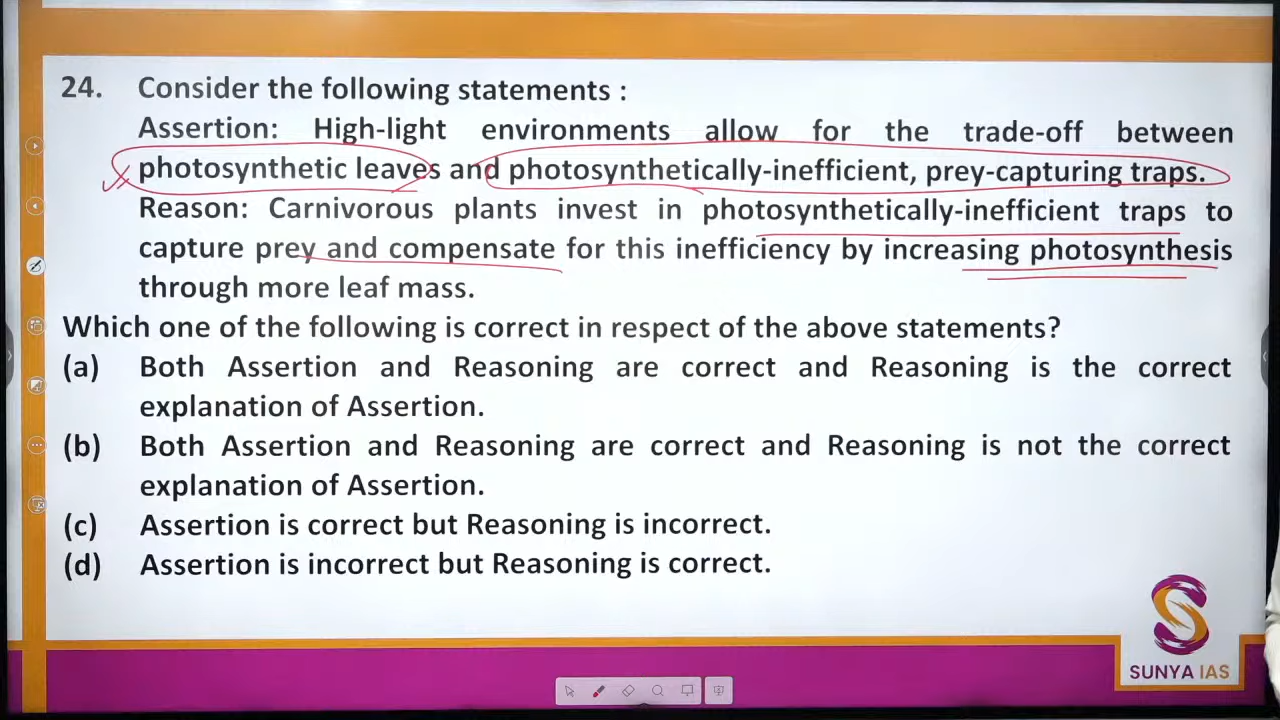 24. Consider the following statements :
Assertion: High-light environments allow for the trade-off between
photosynthetic leaves and photosynthetically-inefficient, prey-capturing traps.
Reason: Carnivorous plants invest in photosynthetically-inefficient traps to
capture prey and compensate for this inefficiency by increasing photosynthesis
through more leaf mass.
Which one of the following is correct in respect of the above statements?
(a) Both Assertion and Reasoning are correct and Reasoning is the correct
explanation of Assertion.
(b) Both Assertion and Reasoning are correct and Reasoning is not the correct
explanation of Assertion.
(c) Assertion is correct but Reasoning is incorrect.
(d) Assertion is incorrect but Reasoning is correct.
SUNYA IAS